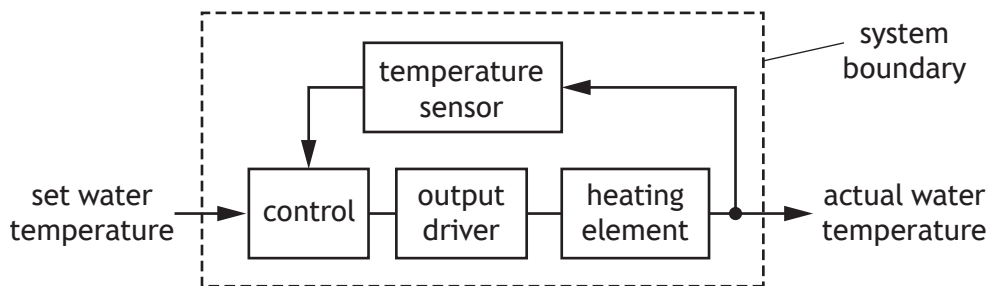 system
boundary
temperature
sensor
set water
temperature
control
output
driver
heating
element
actual water
temperature